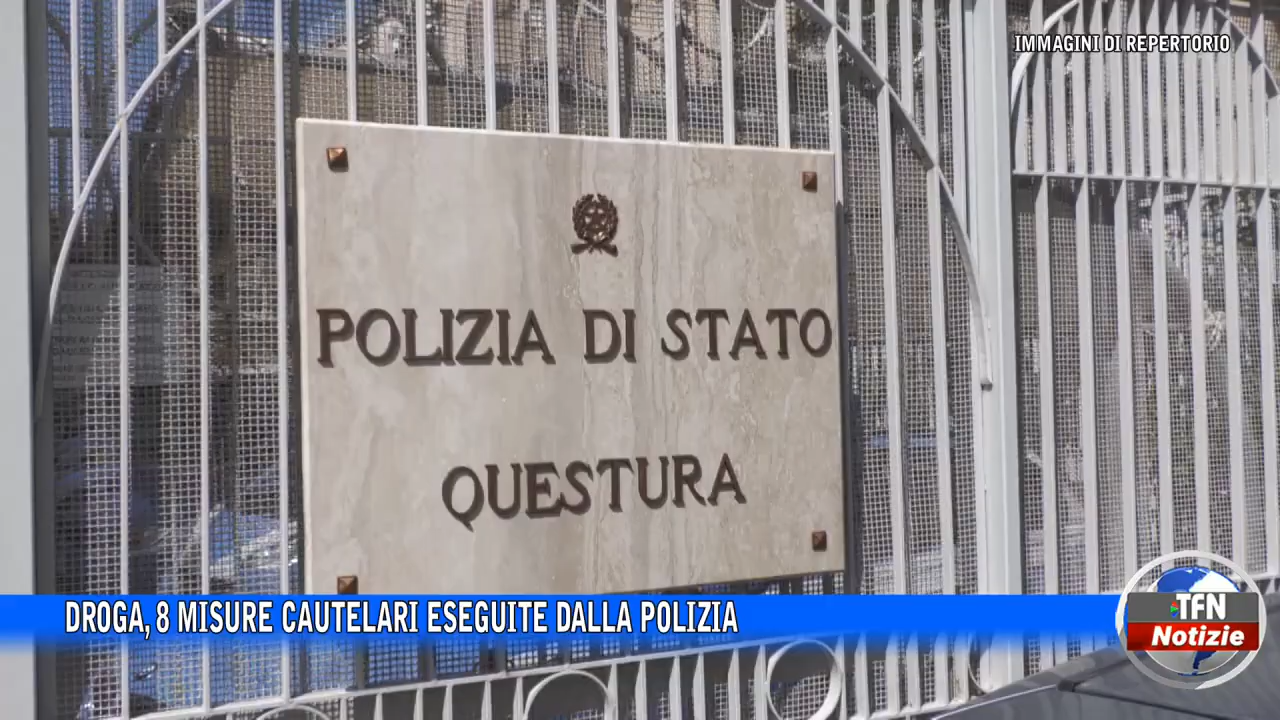 IMMAGINI DI REPERTORIO
POLIZIA DI STATO
QUESTURA
DROGA, 8 MISURE CAUTELARI ESEGUITE DALLA POLIZIA
TFN
Notizie